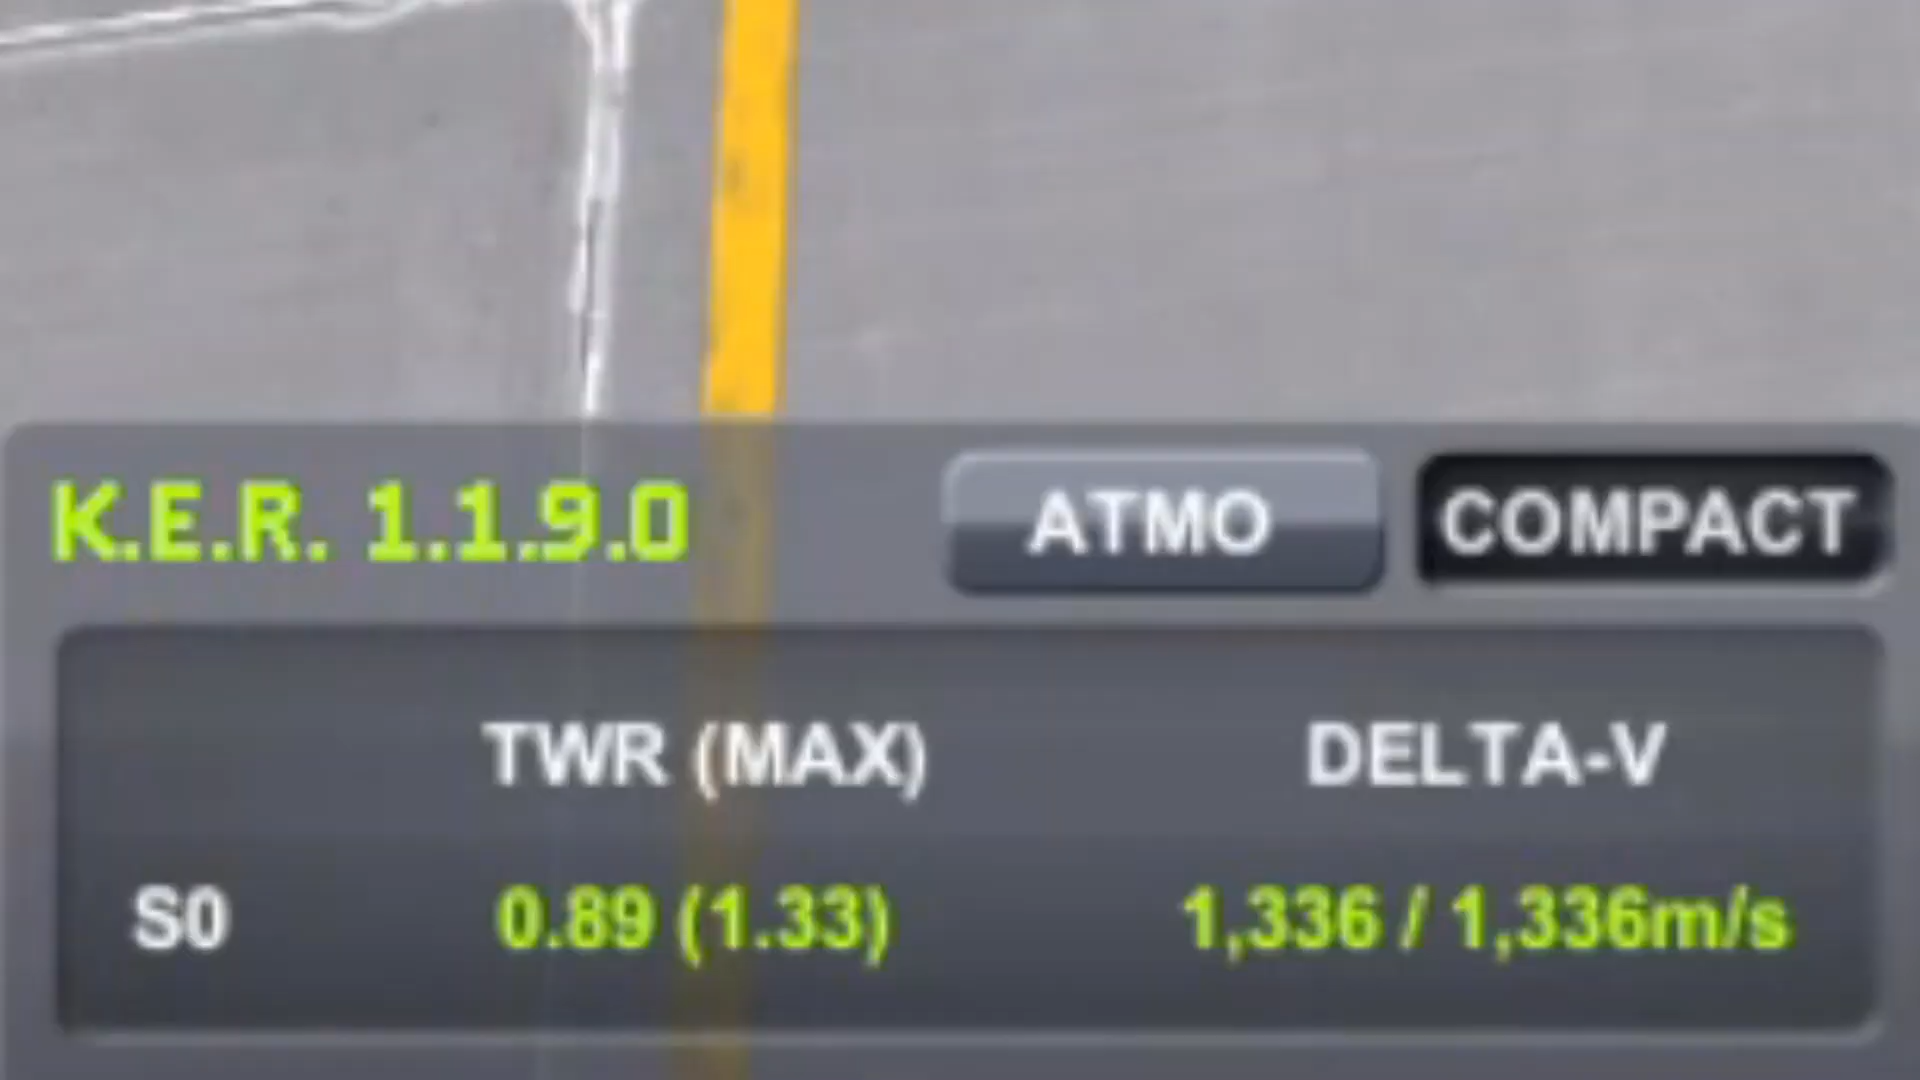 K.E.R. 1.1.9.0 ATMO COMPACT
TWR (MAX) DELTA-V
S0 0.89 (1.33) 1,336 / 1,336m/s